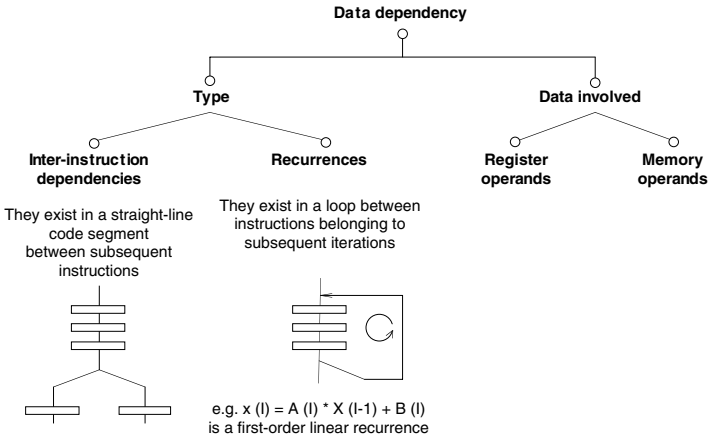 Data dependency
Type
Data involved
Inter-instruction
dependencies
Recurrences
Register
operands
Memory
operands
They exist in a straight-line
code segment
between subsequent
instructions
They exist in a loop between
instructions belonging to
subsequent iterations
e.g. x (I) = A (I) * X (I-1) + B (I)
is a first-order linear recurrence